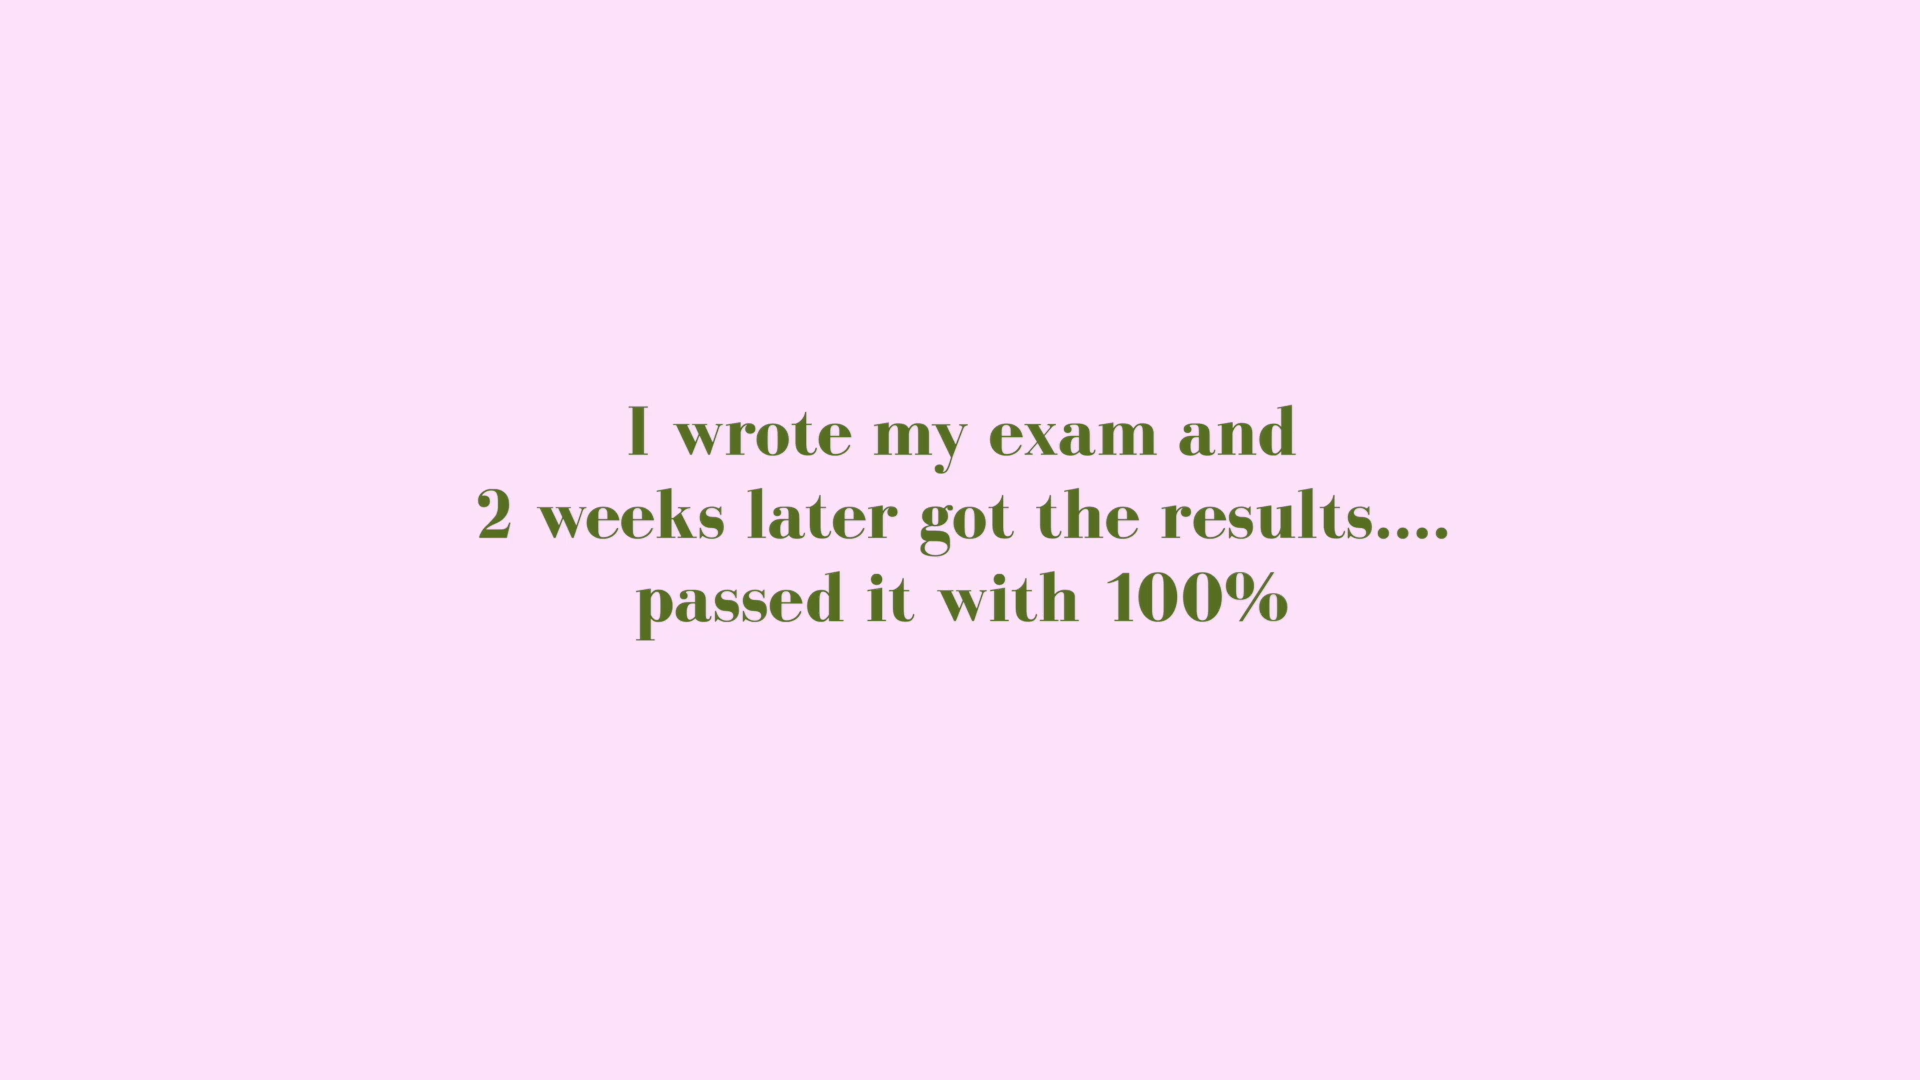 I wrote my exam and
2 weeks later got the results....
passed it with 100%